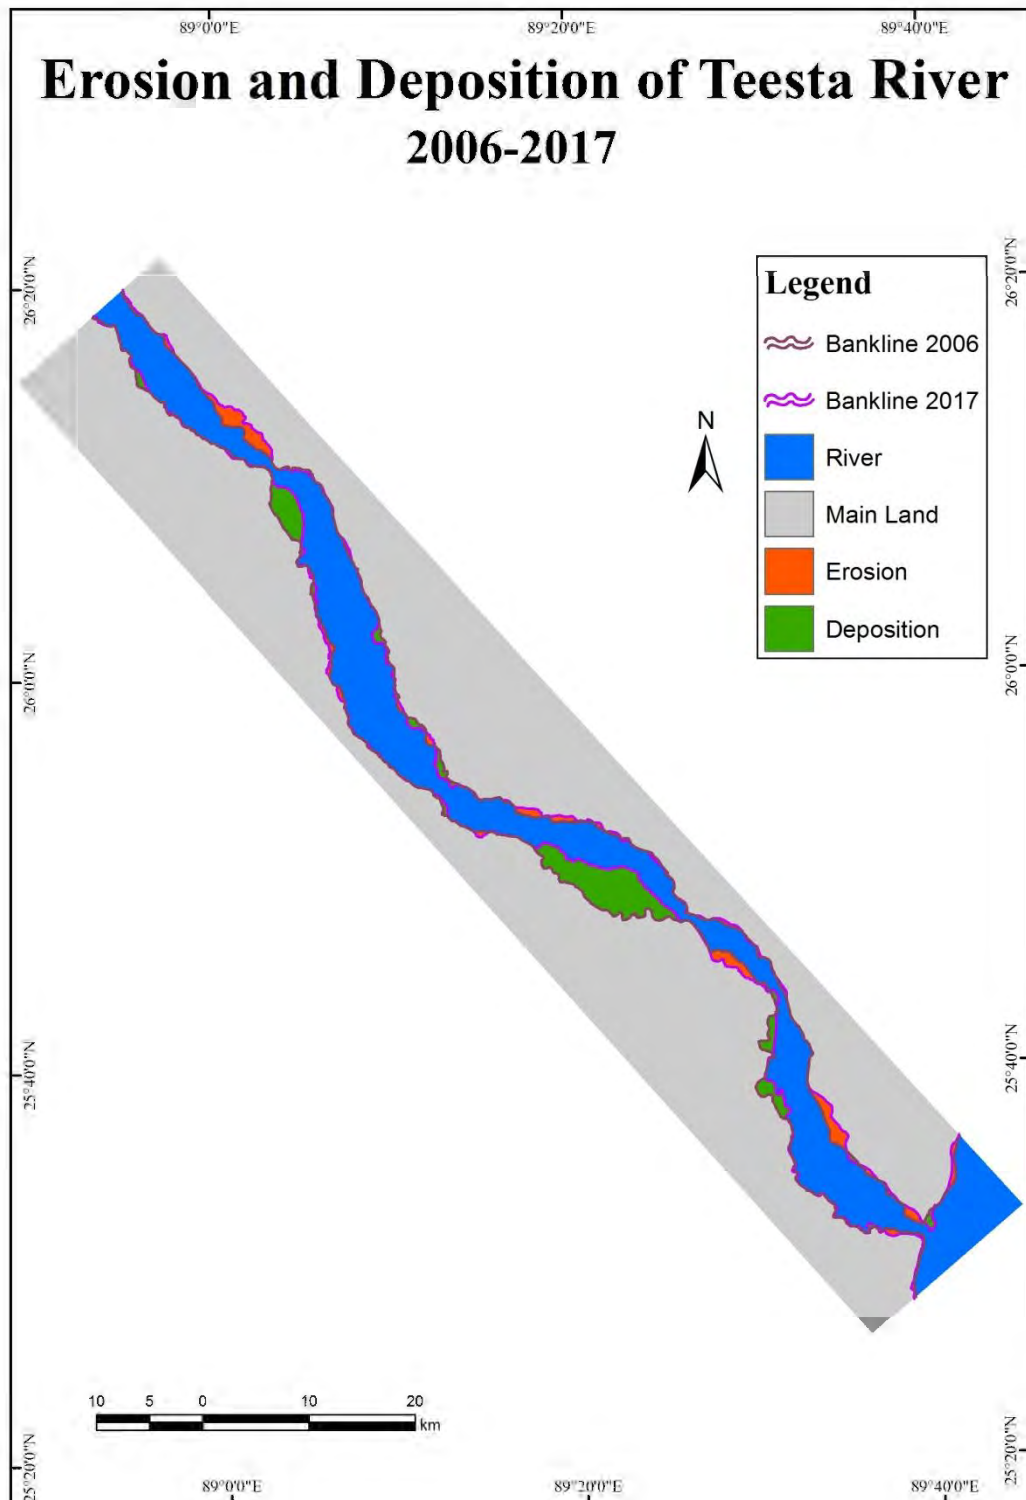 89°0'0"E 89°20'0"E 89°40'0"E
Erosion and Deposition of Teesta River
2006-2017
26°20'0"N
26°20'0"N
Legend
Bankline 2006
Bankline 2017
N
River
Main Land
Erosion
Deposition
26°0'0"N
26°0'0"N
25°40'0"N
25°40'0"N
10 5 0 10 20
km
25°20'0"N
25°20'0"N
89°0'0"E 89°20'0"E 89°40'0"E